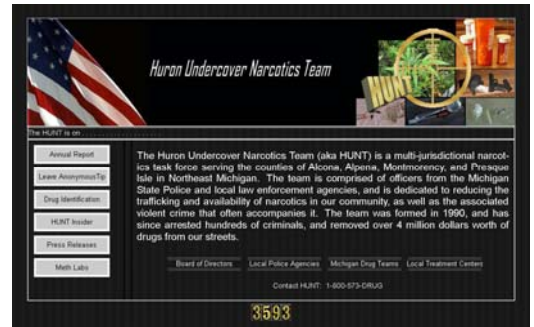 Huron Undercover Narcotics Team
HUNT
The HUNT is on . . . . . . . . . . . . . . . . . . . .
Annual Report
Leave AnonymousTip
Drug Identification
HUNT Insider
Press Releases
Meth Labs
The Huron Undercover Narcotics Team (aka HUNT) is a multi-jurisdictional narcot-
ics task force serving the counties of Alcona, Alpena, Montmorency, and Presque
Isle in Northeast Michigan. The team is comprised of officers from the Michigan
State Police and local law enforcement agencies, and is dedicated to reducing the
trafficking and availability of narcotics in our community, as well as the associated
violent crime that often accompanies it. The team was formed in 1990, and has
since arrested hundreds of criminals, and removed over 4 million dollars worth of
drugs from our streets.
Board of Directors Local Police Agencies Michigan Drug Teams Local Treatment Centers
Contact HUNT: 1-800-573-DRUG
3593